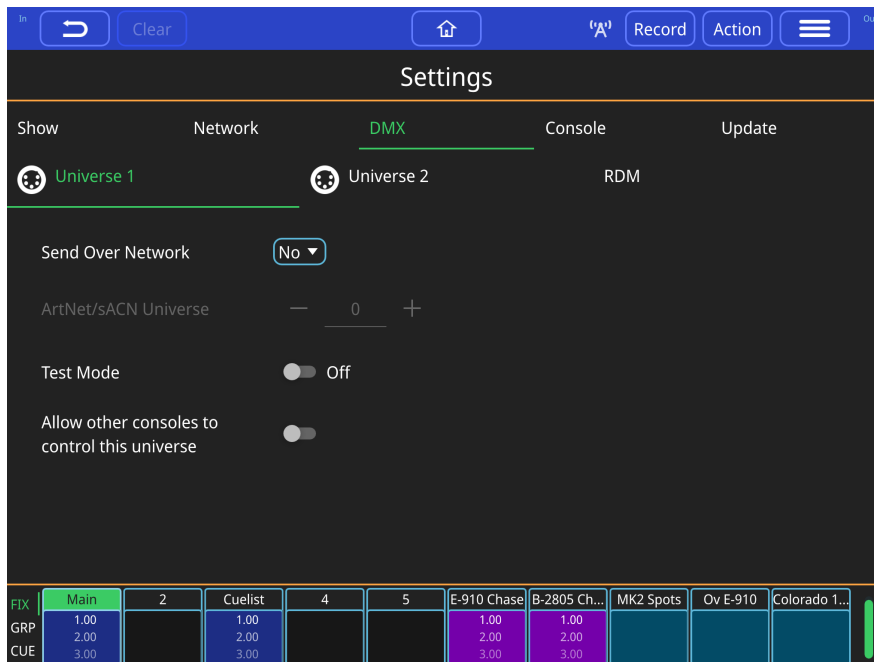 In
Clear
A
Record
Action
Ou
Settings
Show
Network
DMX
Console
Update
Universe 1
Universe 2
RDM
Send Over Network
No
ArtNet/sACN Universe
0
Test Mode
Off
Allow other consoles to
control this universe
FIX
GRP
CUE
Main
2
Cuelist
4
5
E-910 Chase
B-2805 Ch...
MK2 Spots
Ov E-910
Colorado 1...
1.00
2.00
3.00
1.00
2.00
3.00
1.00
2.00
3.00
1.00
2.00
3.00